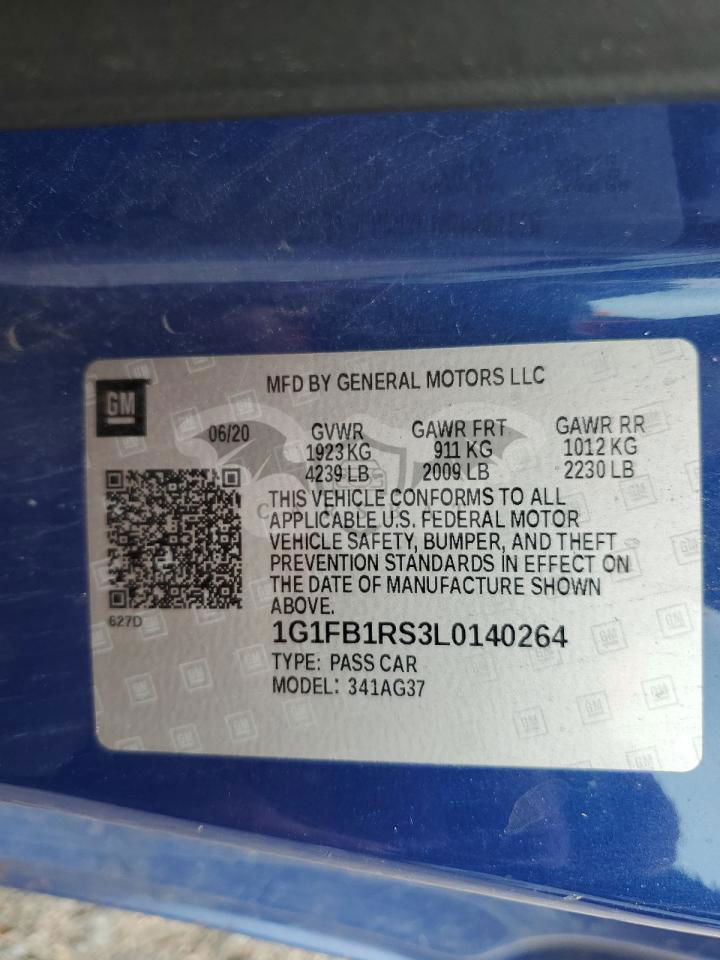 MFD BY GENERAL MOTORS LLC
GM
06/20
GVWR GAWR FRT GAWR RR
1923 KG 911 KG 1012 KG
4239 LB 2009 LB 2230 LB
THIS VEHICLE CONFORMS TO ALL
APPLICABLE U.S. FEDERAL MOTOR
VEHICLE SAFETY, BUMPER, AND THEFT
PREVENTION STANDARDS IN EFFECT ON
THE DATE OF MANUFACTURE SHOWN
ABOVE.
627D
1G1FB1RS3L0140264
TYPE: PASS CAR
MODEL: 341AG37